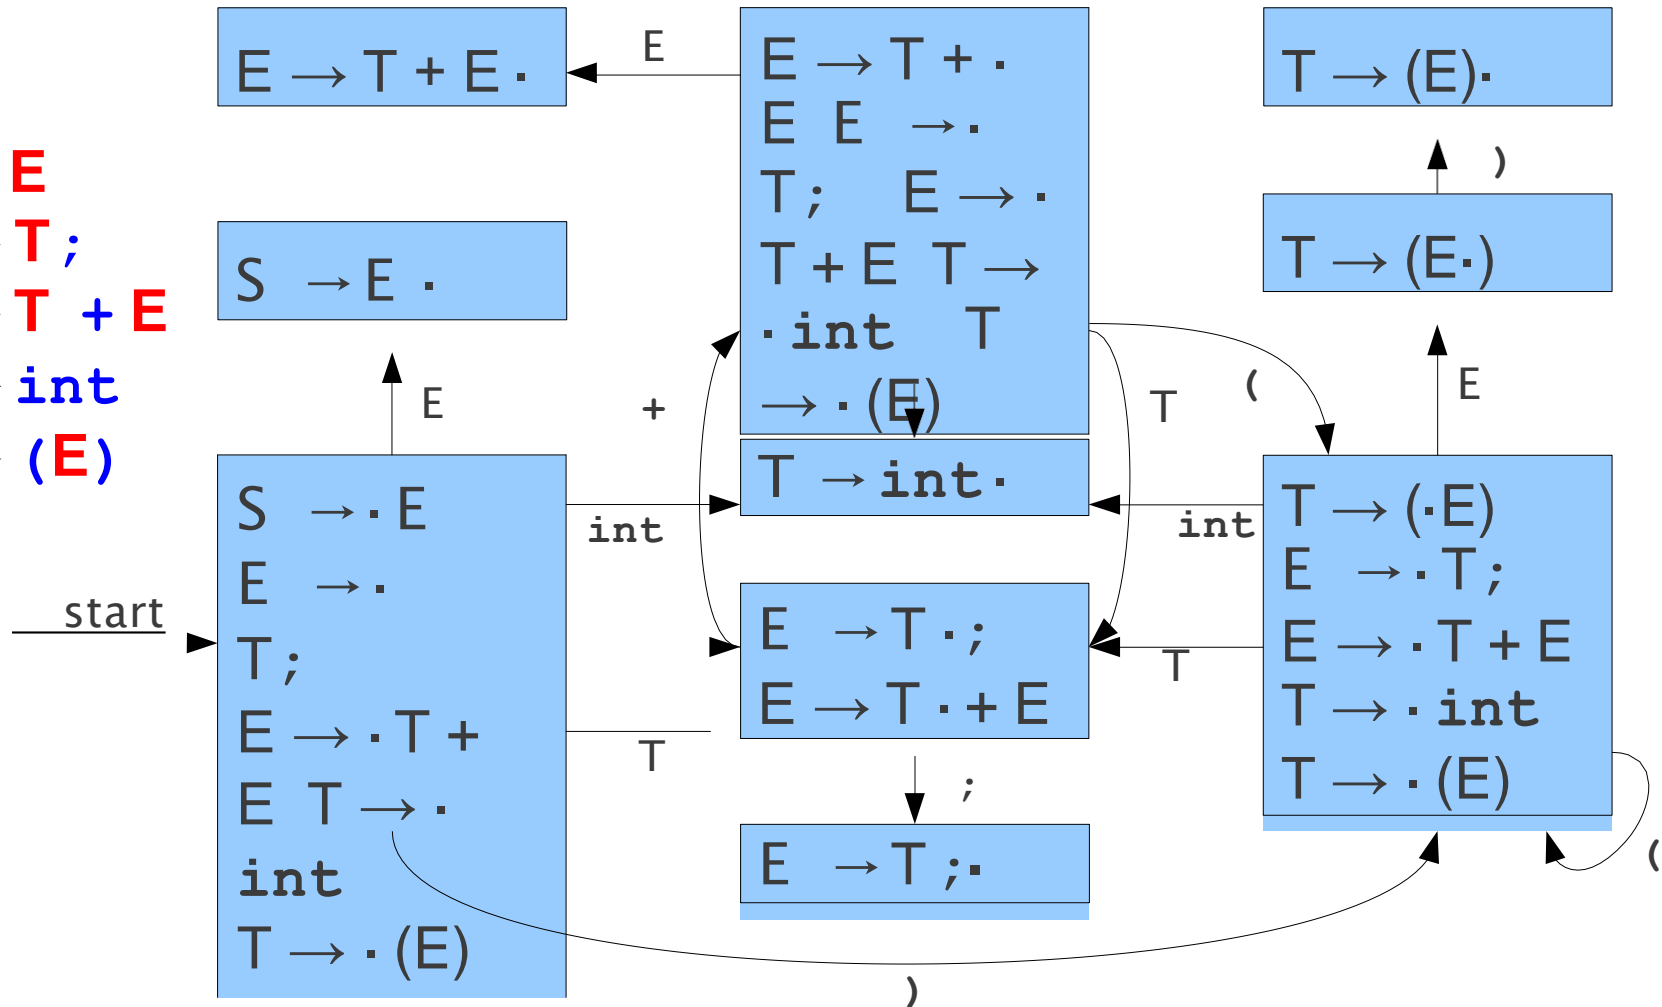 E
T ;
T + E
int
(E)
start
E → T + E ·
E
S → E ·
E
S → · E
E → ·
T ;
E → · T +
E T → ·
int
T → · (E)
E → T + ·
E E → ·
T ; E → ·
T + E T →
· int T
→ · (E)
+
T
(
T → int ·
int
int
E → T · ;
E → T · + E
T
T
;
E → T ; ·
T → (E) ·
)
T → (E · )
E
T → ( · E)
E → · T ;
E → · T + E
T → · int
T → · (E)
(
)